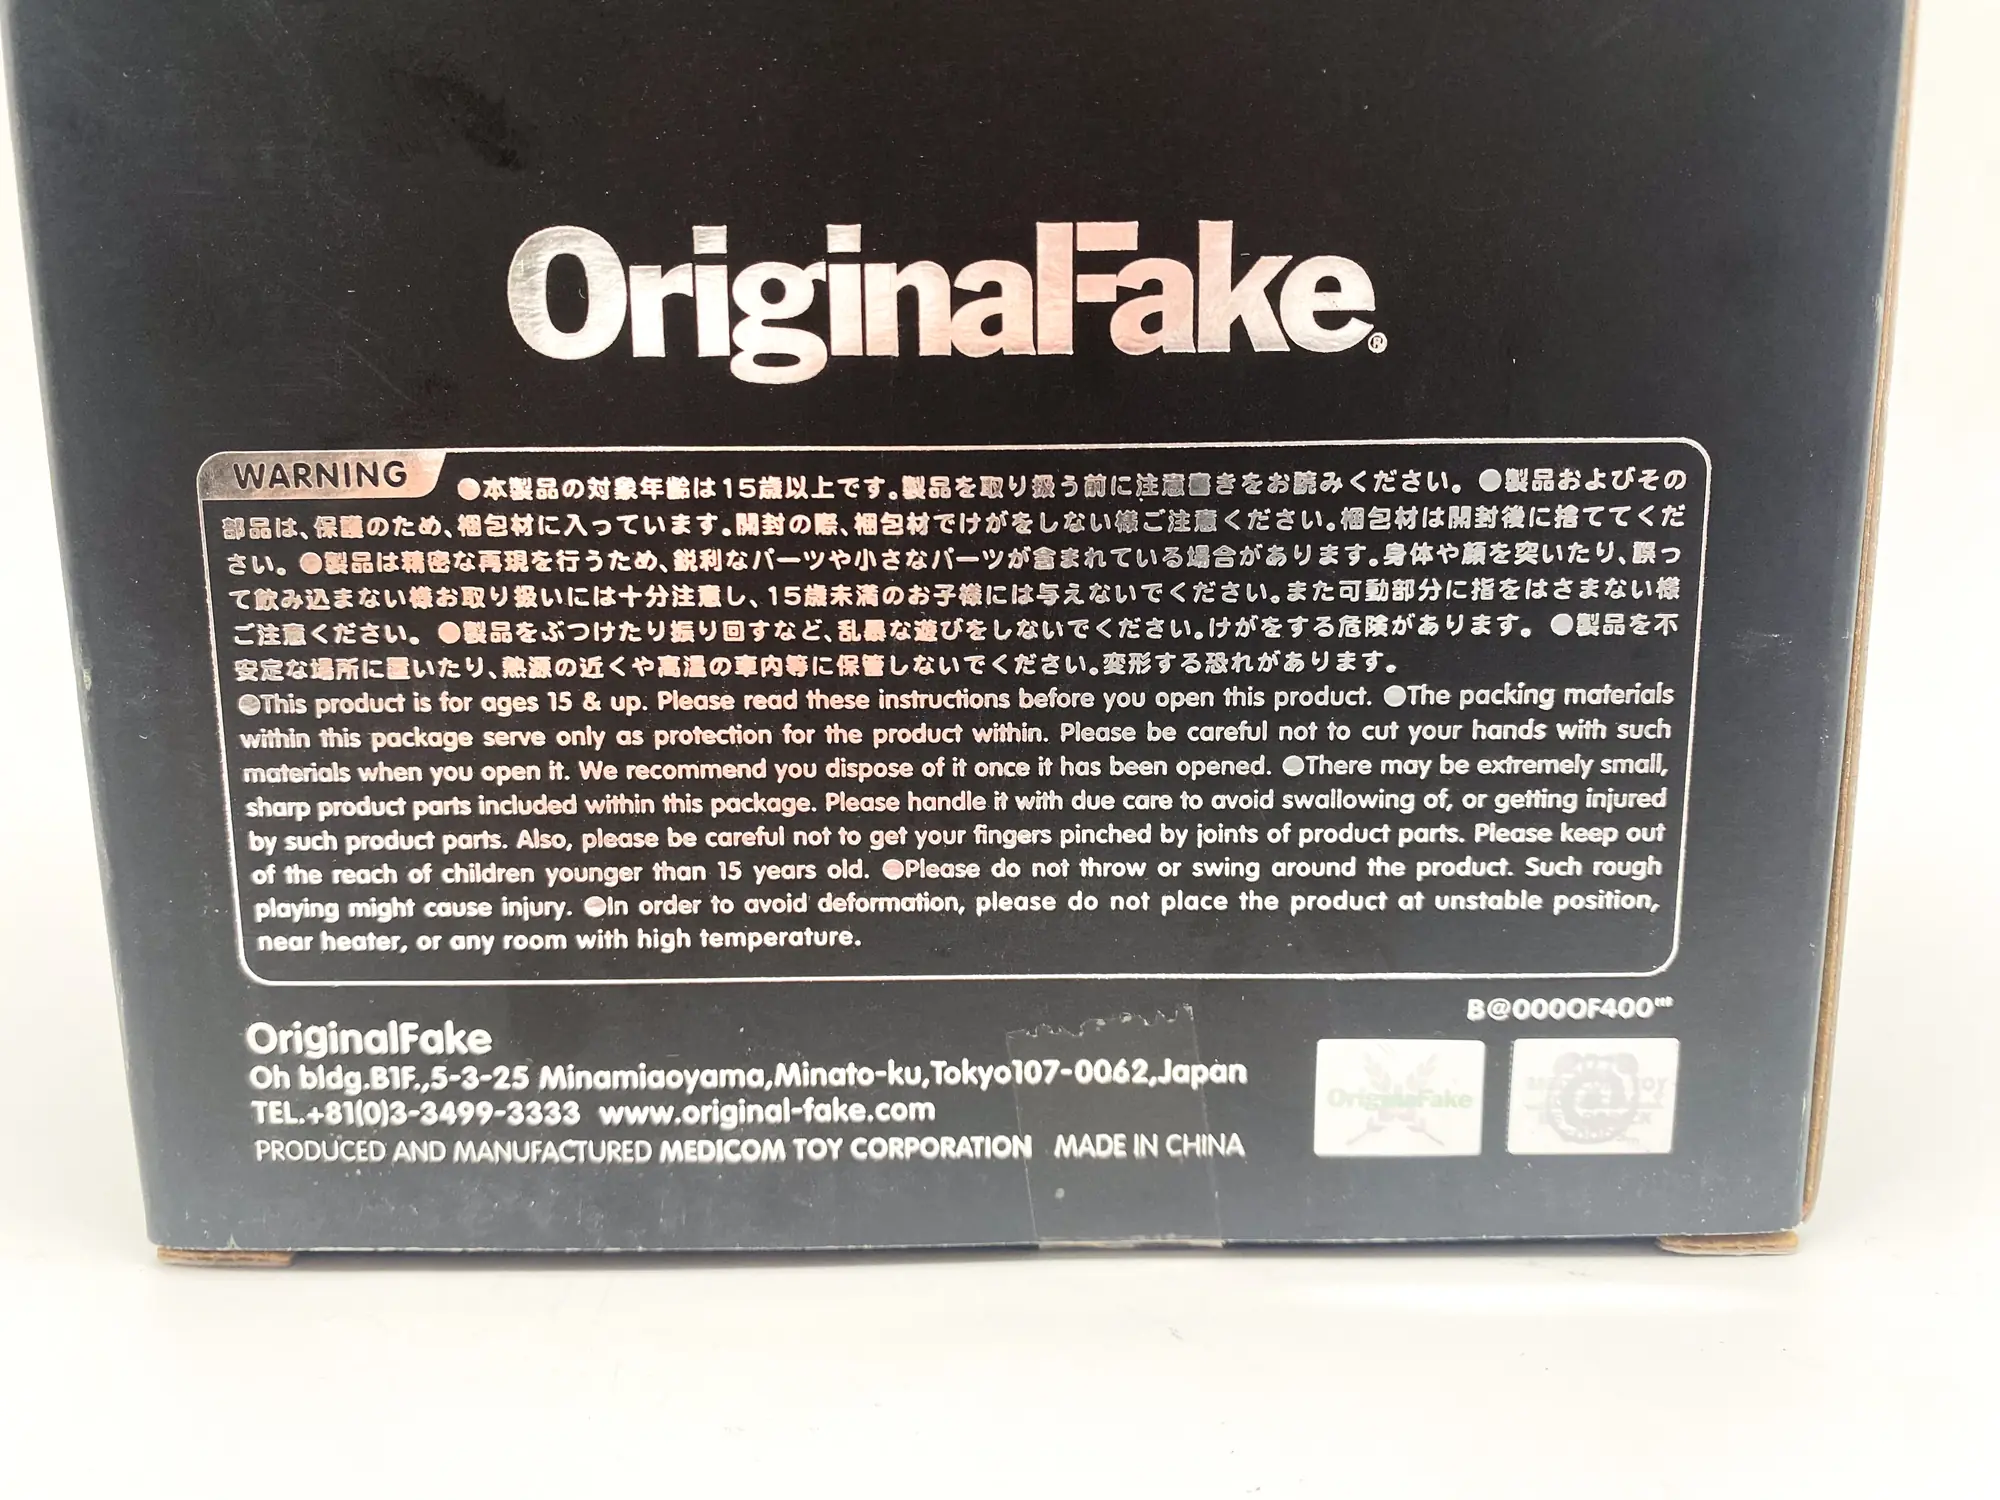 OriginalFake®
WARNING
●本製品の対象年齢は15歳以上です。製品を取り扱う前に注意書きをお読みください。 ●製品およびその
部品は、保護のため、梱包材に入っています。開封の際、梱包材でけがをしない様ご注意ください。梱包材は開封後に捨ててくだ
さい。 ●製品は精密な再現を行うため、鋭利なパーツや小さなパーツが含まれている場合があります。身体や顔を突いたり、誤っ
て飲み込まない様お取り扱いには十分注意し、15歳未満のお子様には与えないでください。また可動部分に指をはさまない様
ご注意ください。 ●製品をぶつけたり振り回すなど、乱暴な遊びをしないでください。けがをする危険があります。 ●製品を不
安定な場所に置いたり、熱源の近くや高温の車内等に保管しないでください。変形する恐れがあります。
●This product is for ages 15 & up. Please read these instructions before you open this product. ●The packing materials
within this package serve only as protection for the product within. Please be careful not to cut your hands with such
materials when you open it. We recommend you dispose of it once it has been opened. ●There may be extremely small,
sharp product parts included within this package. Please handle it with due care to avoid swallowing of, or getting injured
by such product parts. Also, please be careful not to get your fingers pinched by joints of product parts. Please keep out
of the reach of children younger than 15 years old. ●Please do not throw or swing around the product. Such rough
playing might cause injury. ●In order to avoid deformation, please do not place the product at unstable position,
near heater, or any room with high temperature.
B@000OF400"''
OriginalFake
Oh bldg.B1F.,5-3-25 Minamiaoyama,Minato-ku,Tokyo107-0062,Japan
TEL.+81(0)3-3499-3333 www.original-fake.com
PRODUCED AND MANUFACTURED MEDICOM TOY CORPORATION MADE IN CHINA
OriginalFake